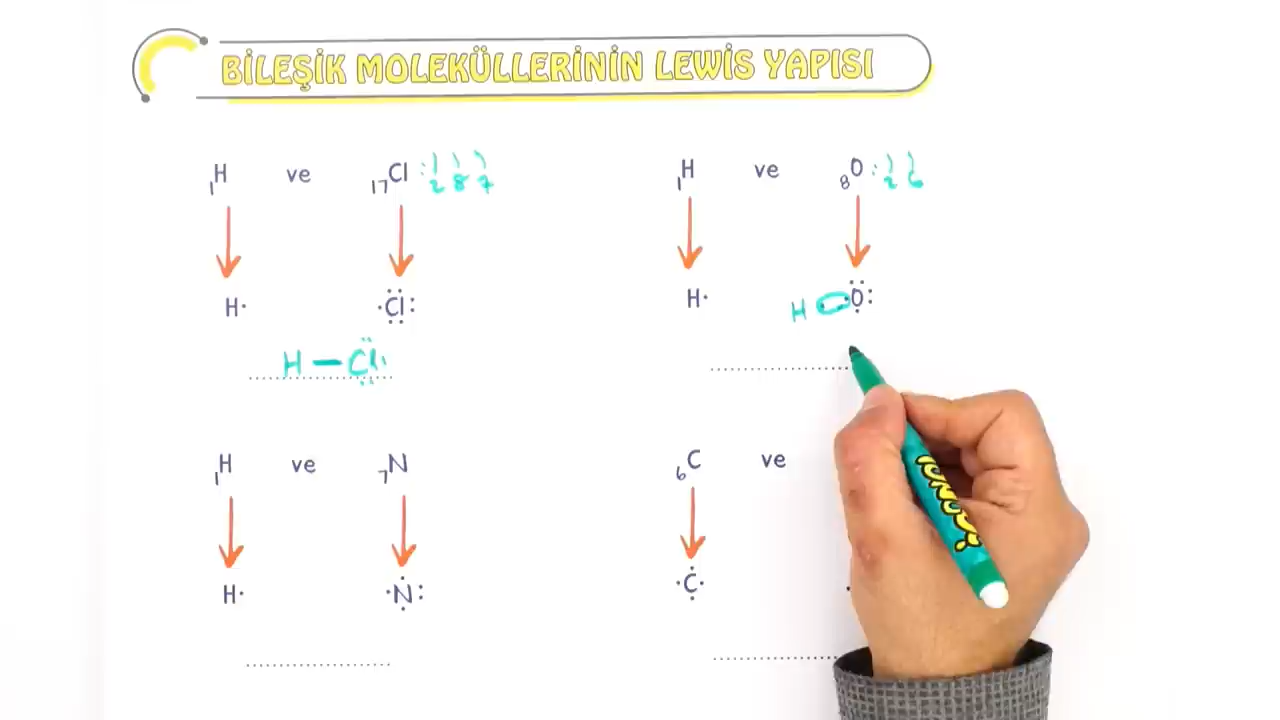 BİLEŞİK MOLEKÜLLERİNİN LEWİS YAPISI
₁H ve ₁₇Cl : 2 8 7
H· ·Cl:
H — Cl:
₁H ve ₈O : 2 6
H· H ·O:
₁H ve ₇N
H· ·N:
₆C ve
·C·